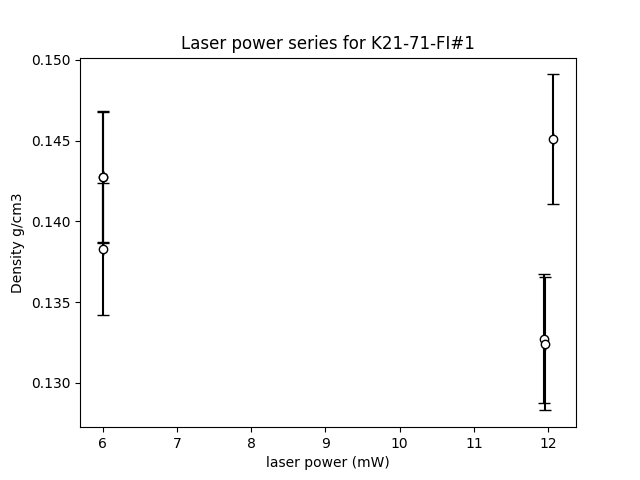 Laser power series for K21-71-FI#1
0.150
0.145
0.140
0.135
0.130
Density g/cm3
6 7 8 9 10 11 12
laser power (mW)